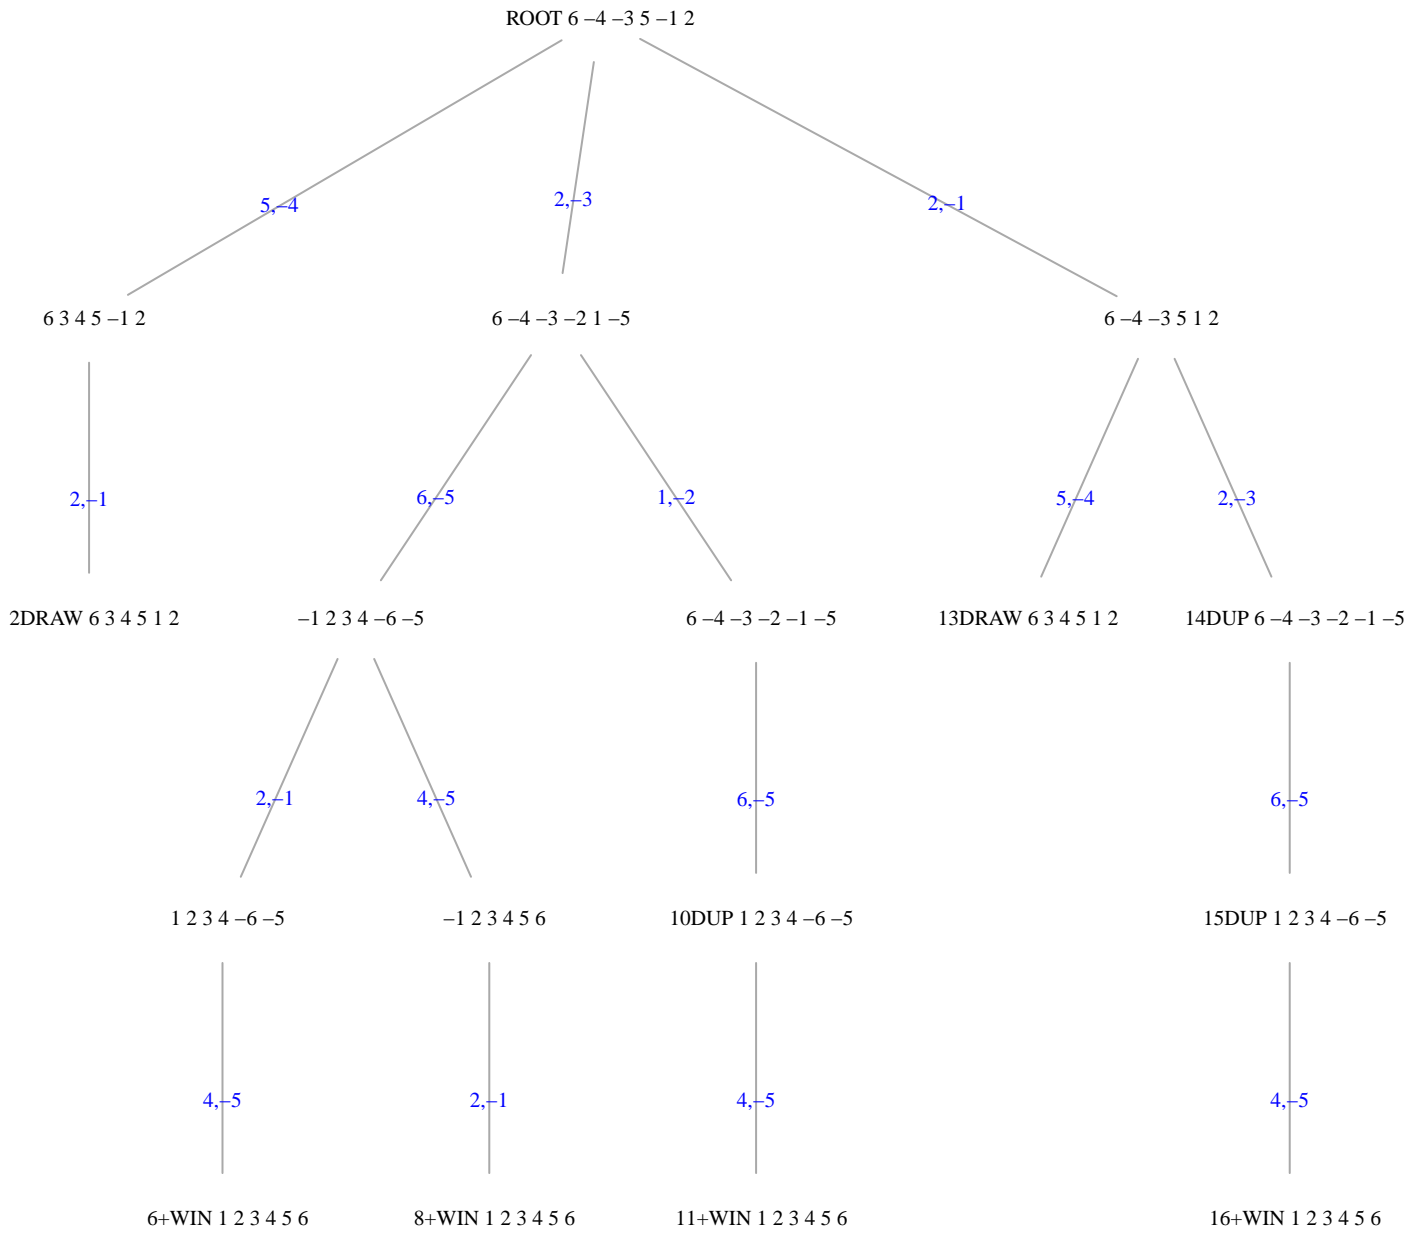 ROOT 6 –4 –3 5 –1 2
5,–4
2,–3
2,–1
6 3 4 5 –1 2
6 –4 –3 –2 1 –5
6 –4 –3 5 1 2
2,–1
6,–5
1,–2
5,–4
2,–3
2DRAW 6 3 4 5 1 2
–1 2 3 4 –6 –5
6 –4 –3 –2 –1 –5
13DRAW 6 3 4 5 1 2
14DUP 6 –4 –3 –2 –1 –5
2,–1
4,–5
6,–5
6,–5
1 2 3 4 –6 –5
–1 2 3 4 5 6
10DUP 1 2 3 4 –6 –5
15DUP 1 2 3 4 –6 –5
4,–5
2,–1
4,–5
4,–5
6+WIN 1 2 3 4 5 6
8+WIN 1 2 3 4 5 6
11+WIN 1 2 3 4 5 6
16+WIN 1 2 3 4 5 6